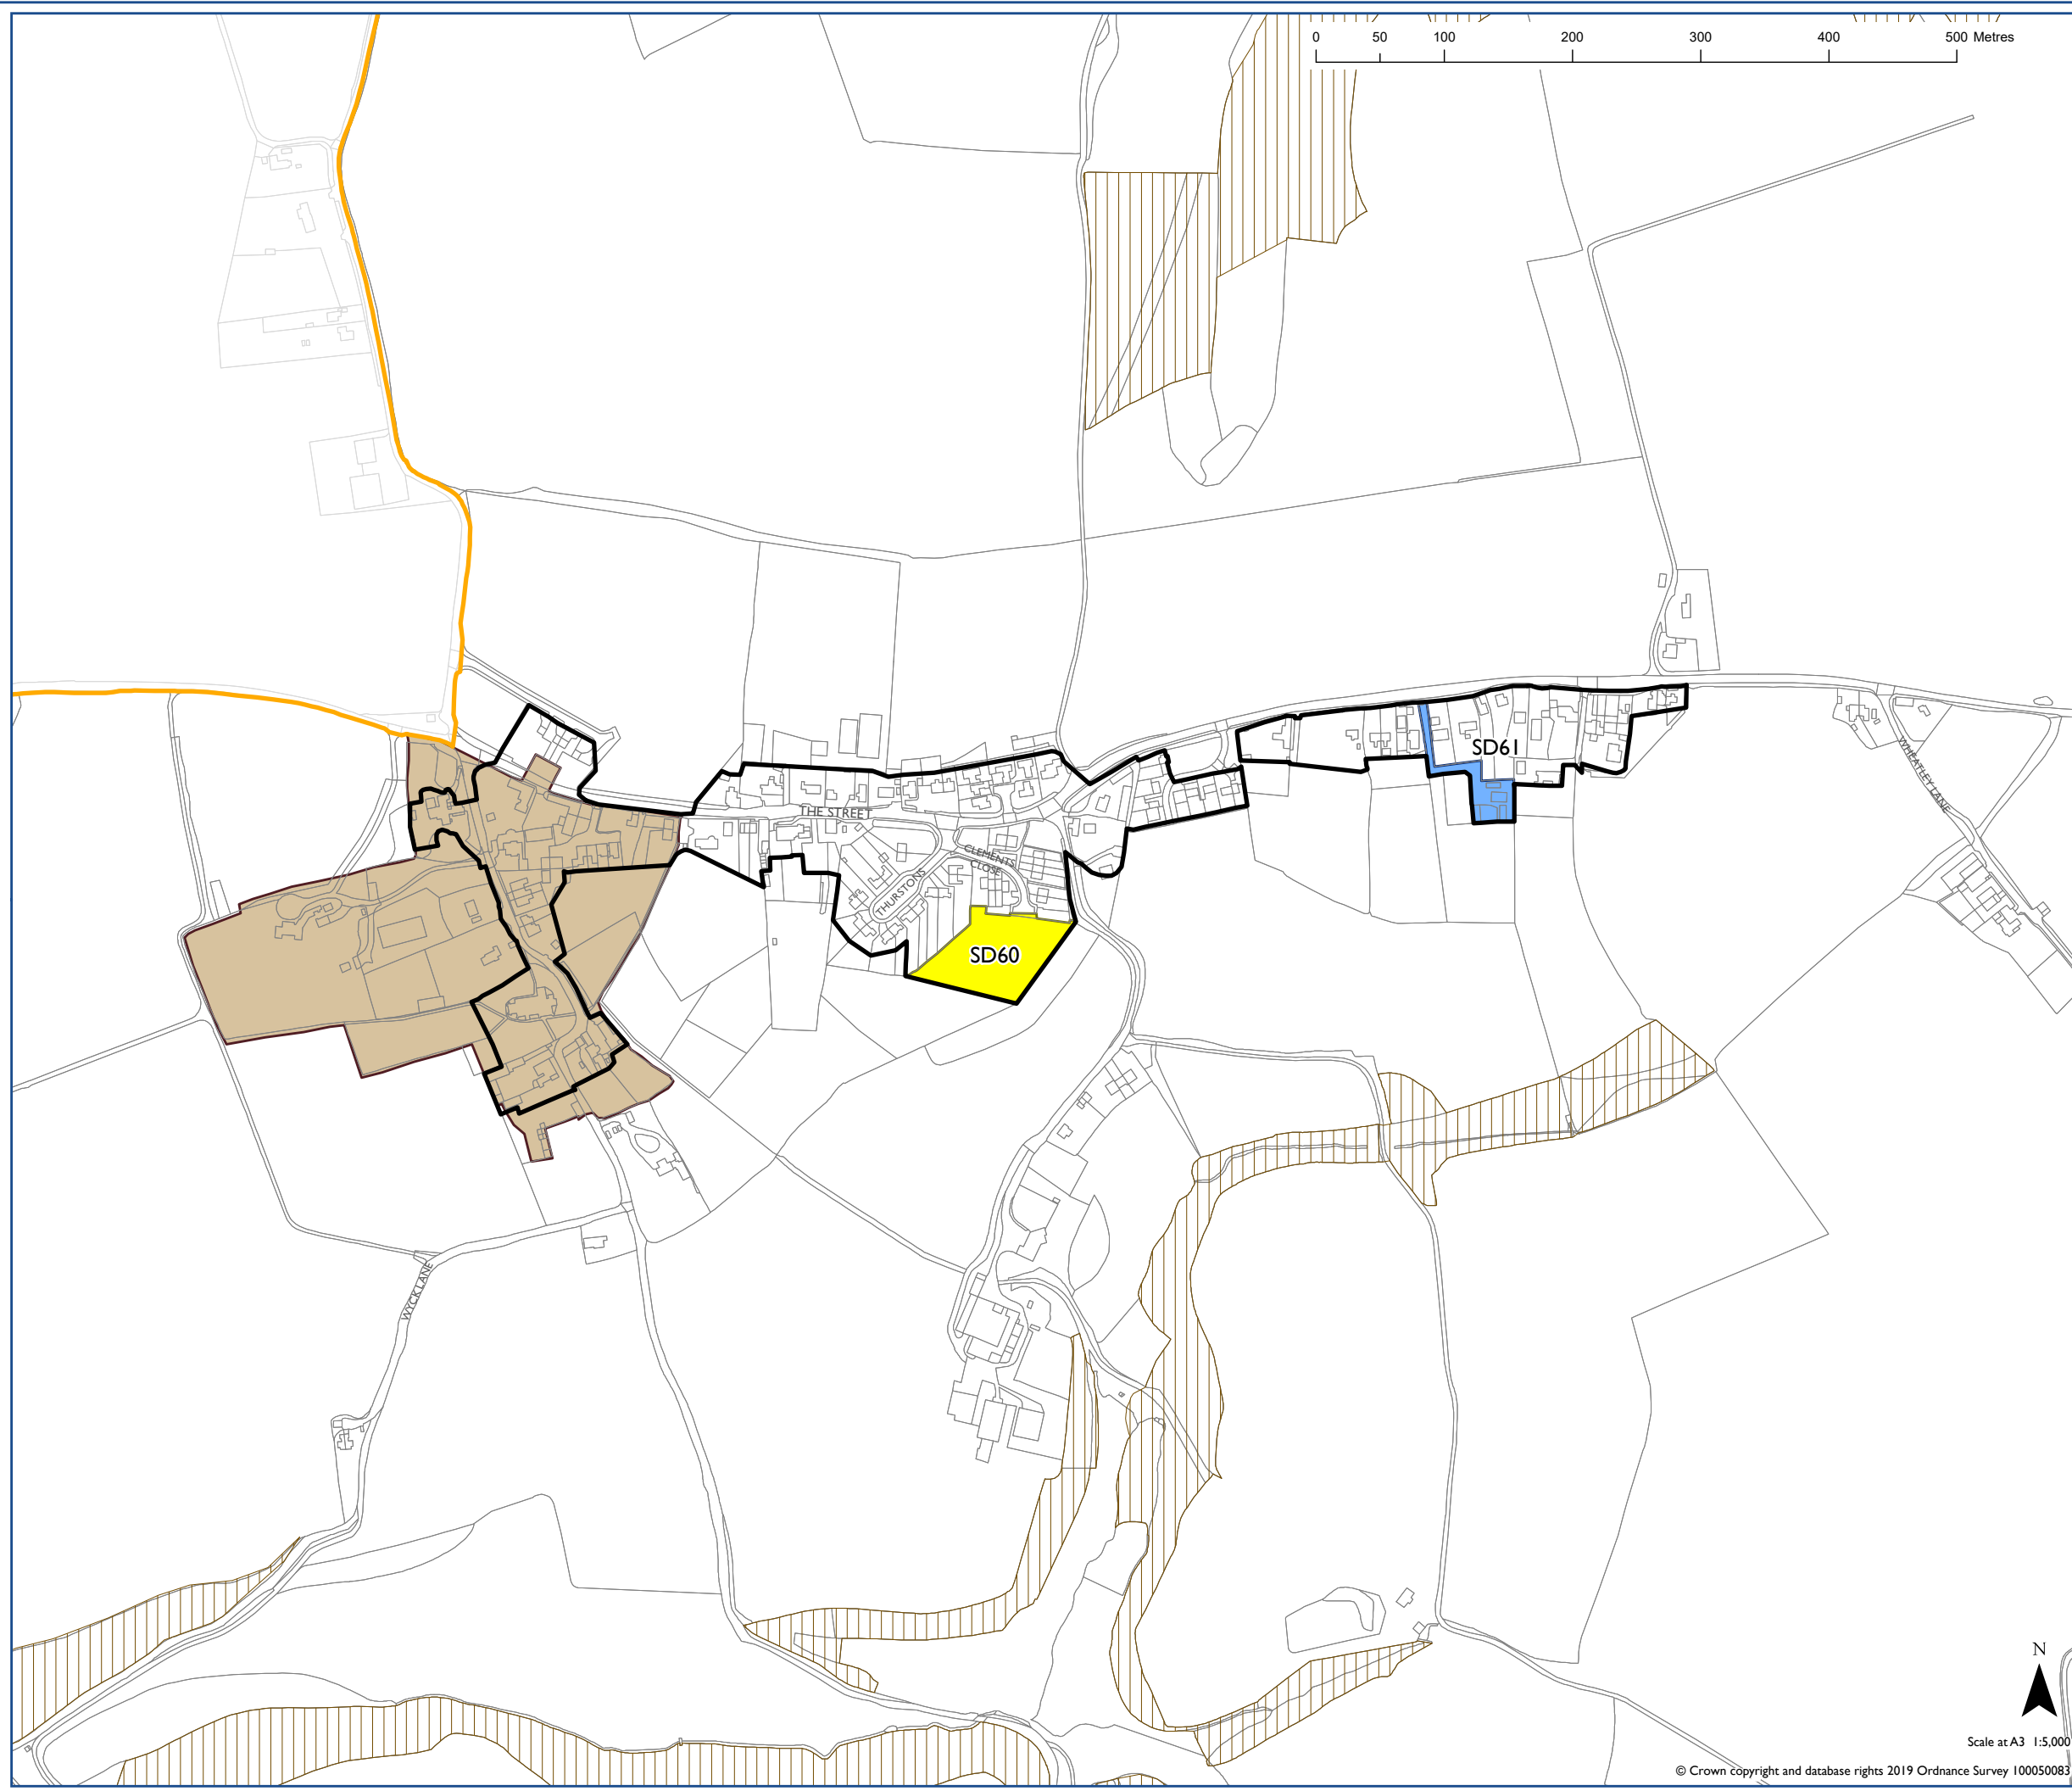 0 50 100 200 300 400 500 Metres
SD61
WHEATLEY LANE
THE STREET
CLEMENTS
CLOSE
THURSTONS
SD60
WYCK LANE
N
Scale at A3 1:5,000
© Crown copyright and database rights 2019 Ordnance Survey 100050083